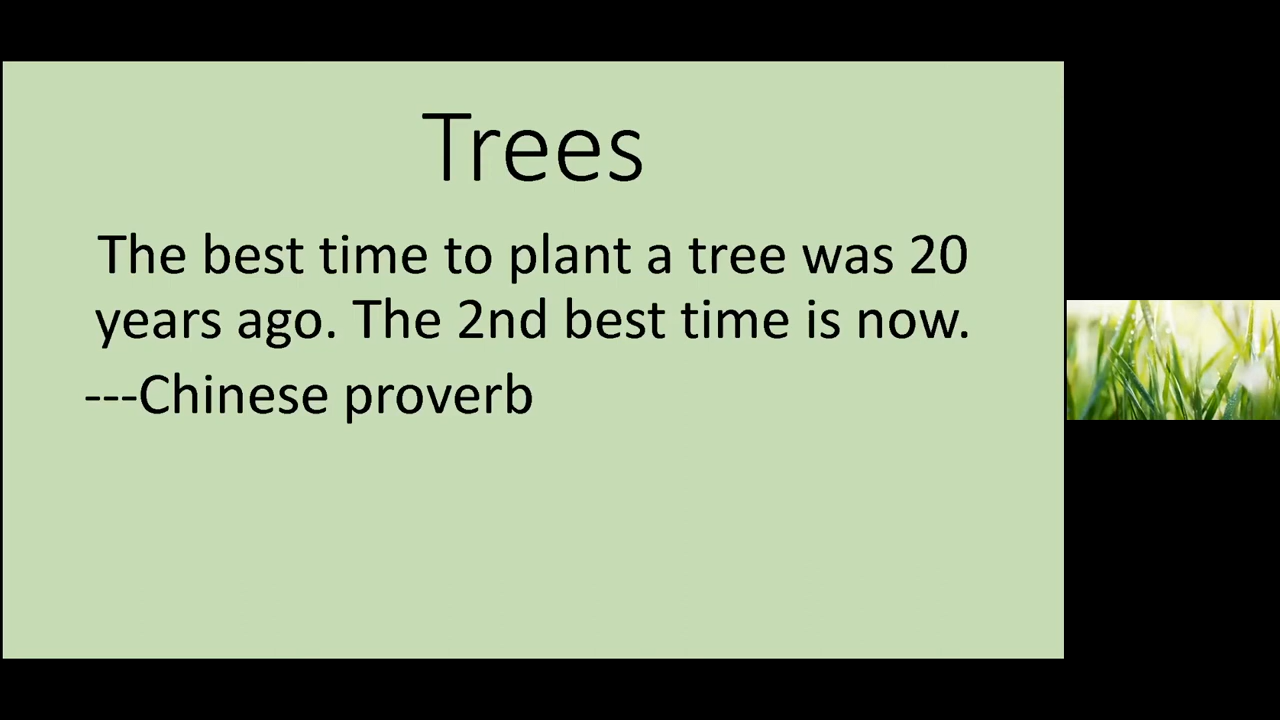 Trees
The best time to plant a tree was 20
years ago. The 2nd best time is now.
---Chinese proverb